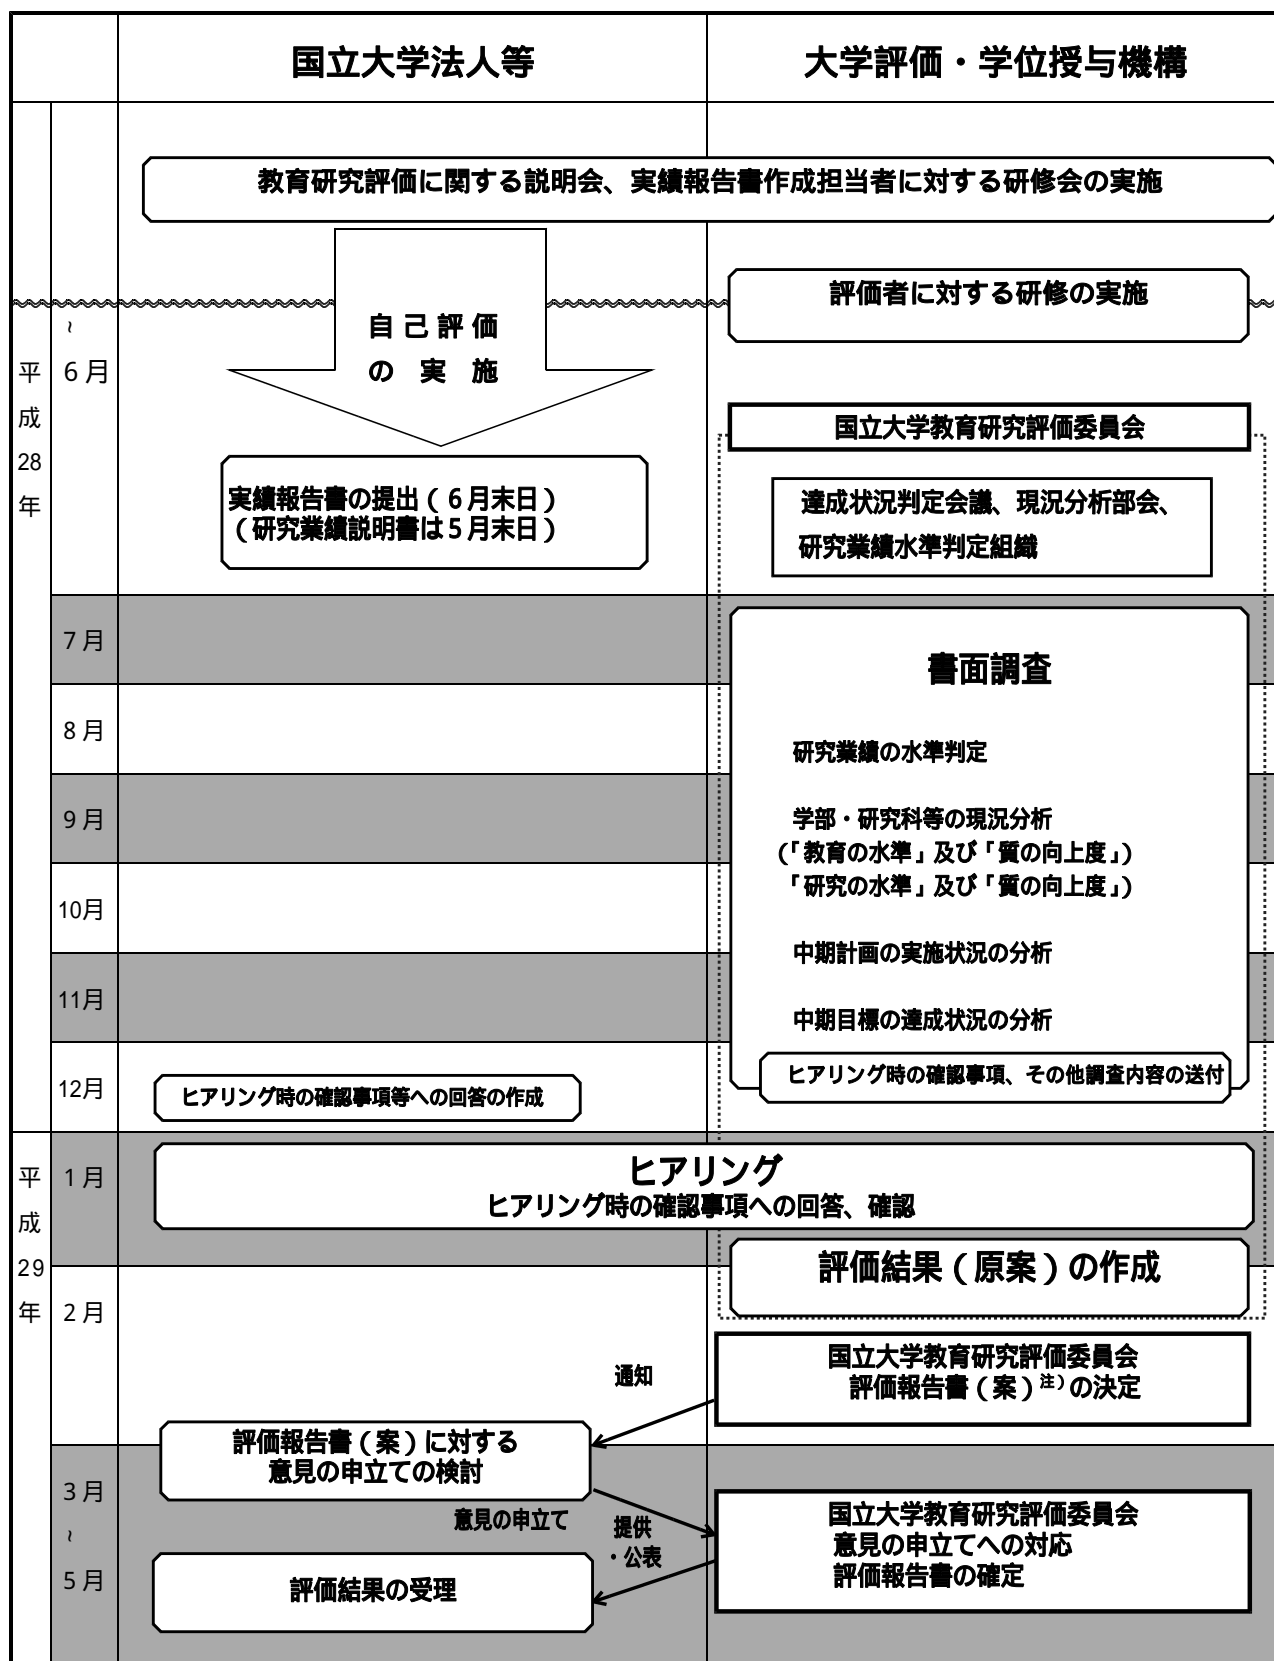 国立大学法人等
大学評価・学位授与機構
教育研究評価に関する説明会、実績報告書作成担当者に対する研修会の実施
評価者に対する研修の実施
~
6月
平
成
28
年
自己評価
の実施
国立大学教育研究評価委員会
実績報告書の提出(6月末日)
(研究業績説明書は5月末日)
達成状況判定会議、現況分析部会、
研究業績水準判定組織
7月
書面調査
8月
研究業績の水準判定
9月
学部・研究科等の現況分析
(「教育の水準」及び「質の向上度」)
「研究の水準」及び「質の向上度」)
10月
中期計画の実施状況の分析
11月
中期目標の達成状況の分析
12月
ヒアリング時の確認事項等への回答の作成
ヒアリング時の確認事項、その他調査内容の送付
平
成
29
年
1月
ヒアリング
ヒアリング時の確認事項への回答、確認
評価結果(原案)の作成
2月
国立大学教育研究評価委員会
評価報告書(案)注)の決定
通知
評価報告書(案)に対する
意見の申立ての検討
3月
~
5月
意見の申立て
提供
・公表
国立大学教育研究評価委員会
意見の申立てへの対応
評価報告書の確定
評価結果の受理